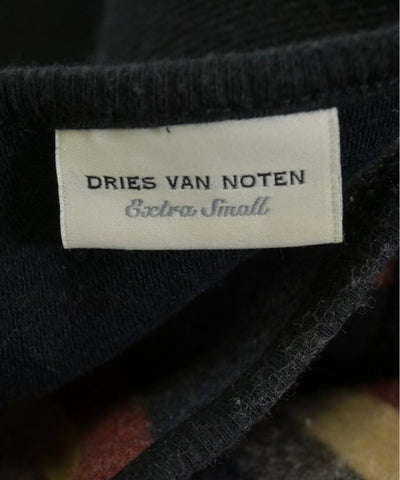 DRIES VAN NOTEN
Extra Small